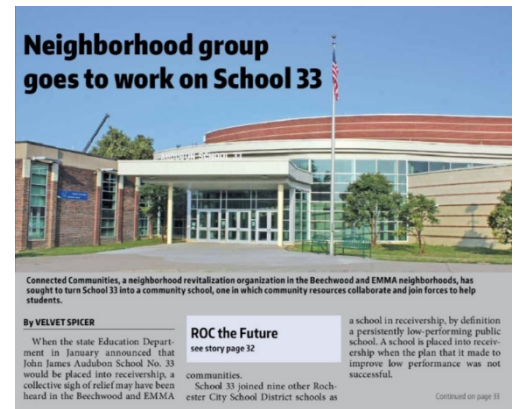 Neighborhood group
goes to work on School 33
AUDUBON SCHOOL 33
Connected Communities, a neighborhood revitalization organization in the Beechwood and EMMA neighborhoods, has
sought to turn School 33 into a community school, one in which community resources collaborate and join forces to help
students.
By VELVET SPICER
When the state Education Depart-
ment in January announced that
John James Audubon School No. 33
would be placed into receivership, a
collective sigh of relief may have been
heard in the Beechwood and EMMA
ROC the Future
see story page 32
communities.
School 33 joined nine other Roch-
ester City School District schools as
a school in receivership, by definition
a persistently low-performing public
school. A school is placed into receiv-
ership when the plan that it made to
improve low performance was not
successful.
Continued on page 33